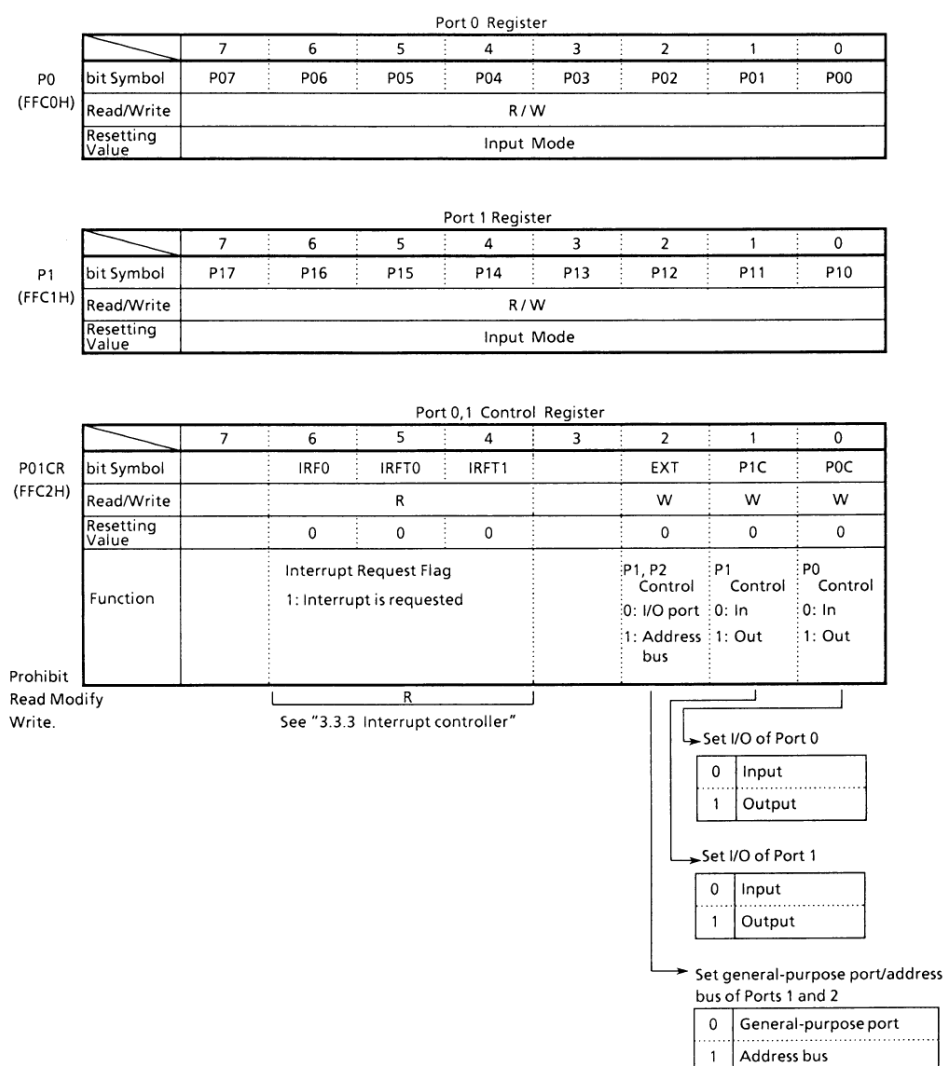 Port 0 Register
7 6 5 4 3 2 1 0
P0
(FFC0H)
bit Symbol P07 P06 P05 P04 P03 P02 P01 P00
Read/Write R / W
Resetting Value Input Mode
Port 1 Register
7 6 5 4 3 2 1 0
P1
(FFC1H)
bit Symbol P17 P16 P15 P14 P13 P12 P11 P10
Read/Write R / W
Resetting Value Input Mode
Port 0,1 Control Register
7 6 5 4 3 2 1 0
P01CR
(FFC2H)
bit Symbol IRF0 IRFT0 IRFT1 EXT P1C P0C
Read/Write R W W W
Resetting Value 0 0 0 0 0 0
Function
Interrupt Request Flag
1: Interrupt is requested
P1, P2
Control
0: I/O port
1: Address
bus
P1
Control
0: In
1: Out
P0
Control
0: In
1: Out
Prohibit
Read Modify
Write.
R
See "3.3.3 Interrupt controller"
Set I/O of Port 0
0 Input
1 Output
Set I/O of Port 1
0 Input
1 Output
Set general-purpose port/address
bus of Ports 1 and 2
0 General-purpose port
1 Address bus